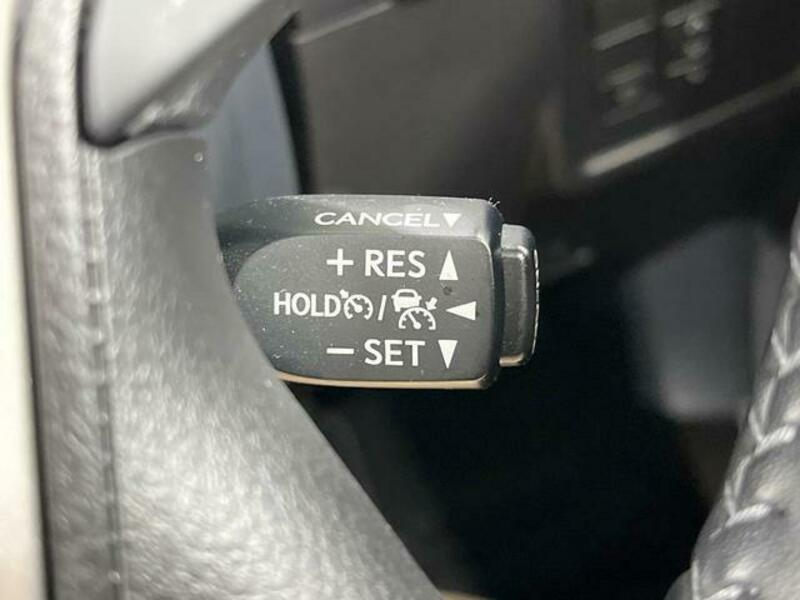 CANCEL▼
+ RES ▲
HOLD / ◀
− SET ▼